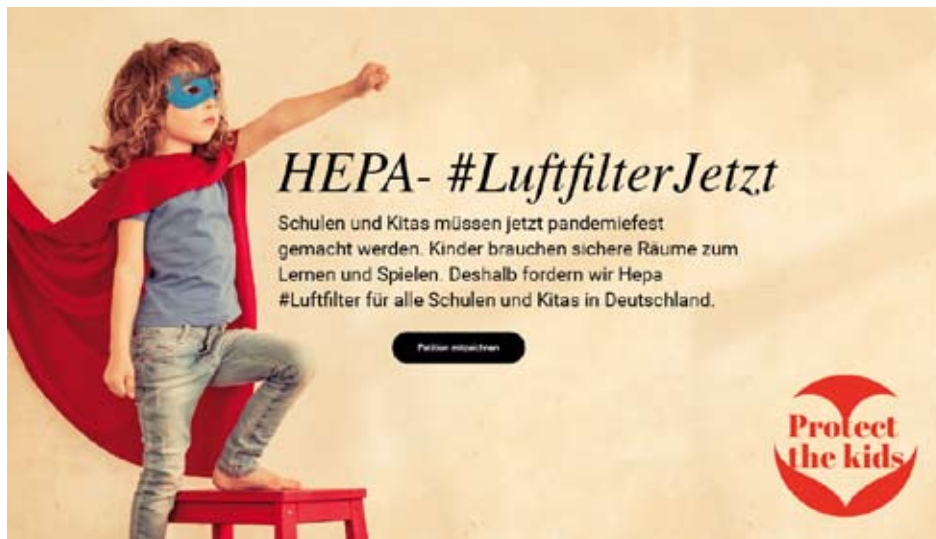 HEPA- #LuftfilterJetzt
Schulen und Kitas müssen jetzt pandemiefest
gemacht werden. Kinder brauchen sichere Räume zum
Lernen und Spielen. Deshalb fordern wir Hepa
#Luftfilter für alle Schulen und Kitas in Deutschland.
Petition mitzeichnen
Protect
the kids